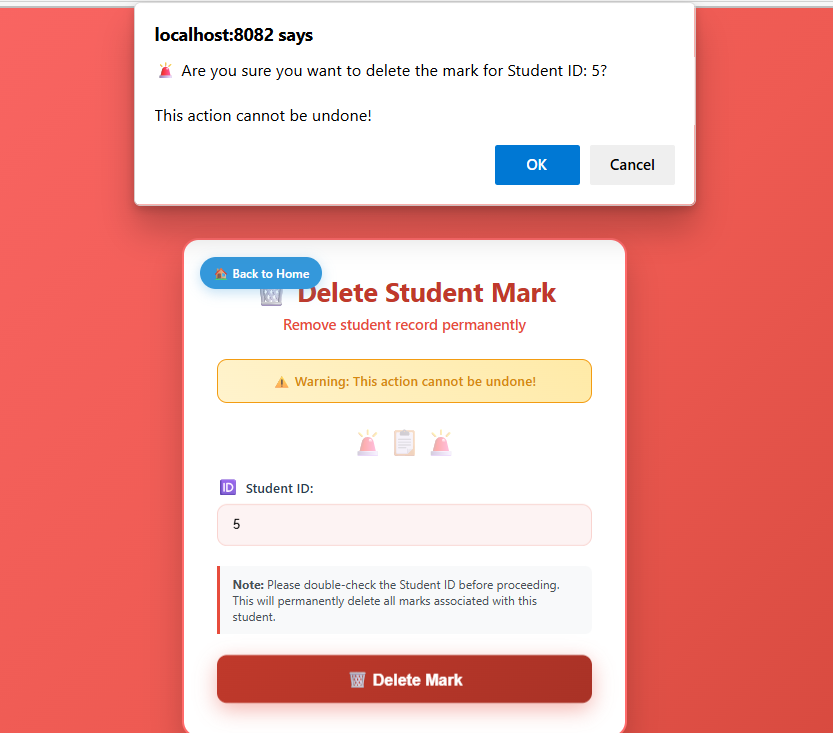 localhost:8082 says
🚨 Are you sure you want to delete the mark for Student ID: 5?
This action cannot be undone!
OK
Cancel
🏠 Back to Home
🗑️ Delete Student Mark
Remove student record permanently
⚠️ Warning: This action cannot be undone!
🚨 📋 🚨
🆔 Student ID:
5
Note: Please double-check the Student ID before proceeding.
This will permanently delete all marks associated with this
student.
🗑️ Delete Mark